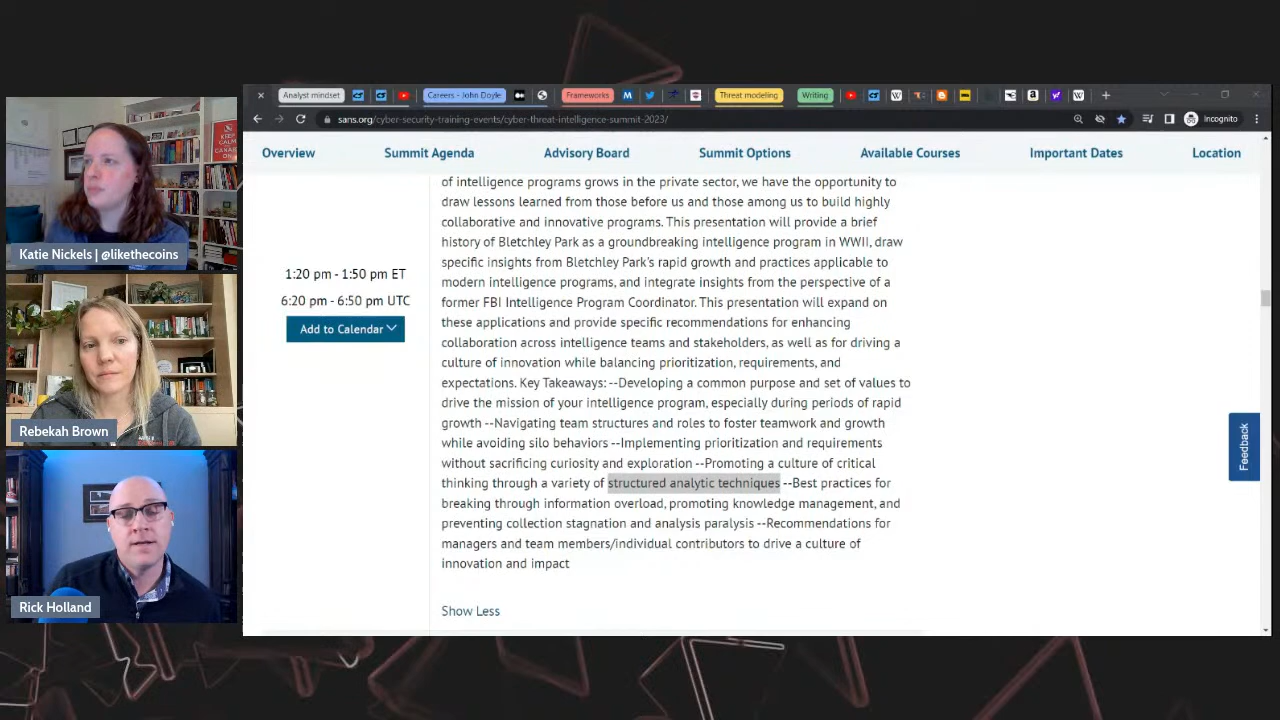 Analyst mindset
Careers - John Doyle
Frameworks
Threat modeling
Writing
sans.org/cyber-security-training-events/cyber-threat-intelligence-summit-2023/
Incognito
Overview
Summit Agenda
Advisory Board
Summit Options
Available Courses
Important Dates
Location
1:20 pm - 1:50 pm ET
6:20 pm - 6:50 pm UTC
Add to Calendar
of intelligence programs grows in the private sector, we have the opportunity to
draw lessons learned from those before us and those among us to build highly
collaborative and innovative programs. This presentation will provide a brief
history of Bletchley Park as a groundbreaking intelligence program in WWII, draw
specific insights from Bletchley Park's rapid growth and practices applicable to
modern intelligence programs, and integrate insights from the perspective of a
former FBI Intelligence Program Coordinator. This presentation will expand on
these applications and provide specific recommendations for enhancing
collaboration across intelligence teams and stakeholders, as well as for driving a
culture of innovation while balancing prioritization, requirements, and
expectations. Key Takeaways: --Developing a common purpose and set of values to
drive the mission of your intelligence program, especially during periods of rapid
growth --Navigating team structures and roles to foster teamwork and growth
while avoiding silo behaviors --Implementing prioritization and requirements
without sacrificing curiosity and exploration --Promoting a culture of critical
thinking through a variety of structured analytic techniques --Best practices for
breaking through information overload, promoting knowledge management, and
preventing collection stagnation and analysis paralysis --Recommendations for
managers and team members/individual contributors to drive a culture of
innovation and impact
Show Less
Feedback
Katie Nickels | @likethecoins
Rebekah Brown
Rick Holland